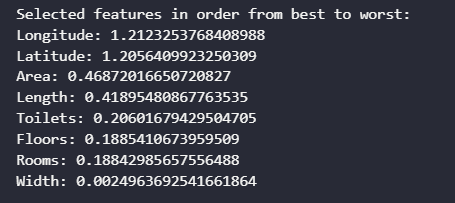 Selected features in order from best to worst:
Longitude: 1.2123253768408988
Latitude: 1.2056409923250309
Area: 0.46872016650720827
Length: 0.41895480867763535
Toilets: 0.20601679429504705
Floors: 0.1885410673959509
Rooms: 0.18842985657556488
Width: 0.0024963692541661864